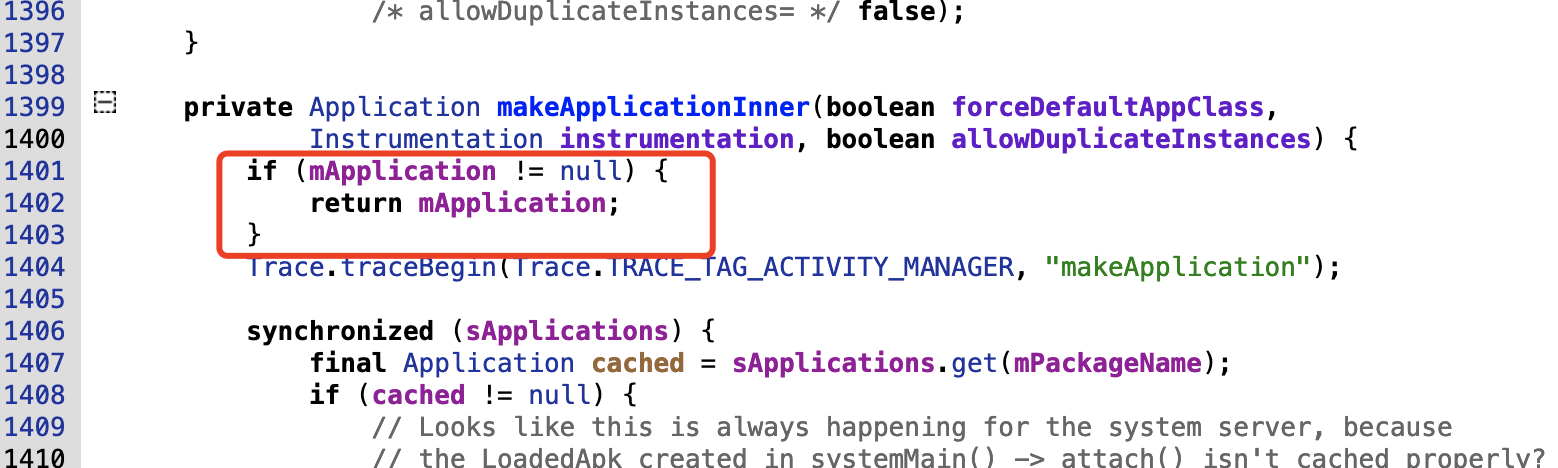 1396 /* allowDuplicateInstances= */ false);
1397 }
1398
1399 private Application makeApplicationInner(boolean forceDefaultAppClass,
1400 Instrumentation instrumentation, boolean allowDuplicateInstances) {
1401 if (mApplication != null) {
1402 return mApplication;
1403 }
1404 Trace.traceBegin(Trace.TRACE_TAG_ACTIVITY_MANAGER, "makeApplication");
1405
1406 synchronized (sApplications) {
1407 final Application cached = sApplications.get(mPackageName);
1408 if (cached != null) {
1409 // Looks like this is always happening for the system server, because
1410 // the LoadedApk created in systemMain() -> attach() isn't cached properly?